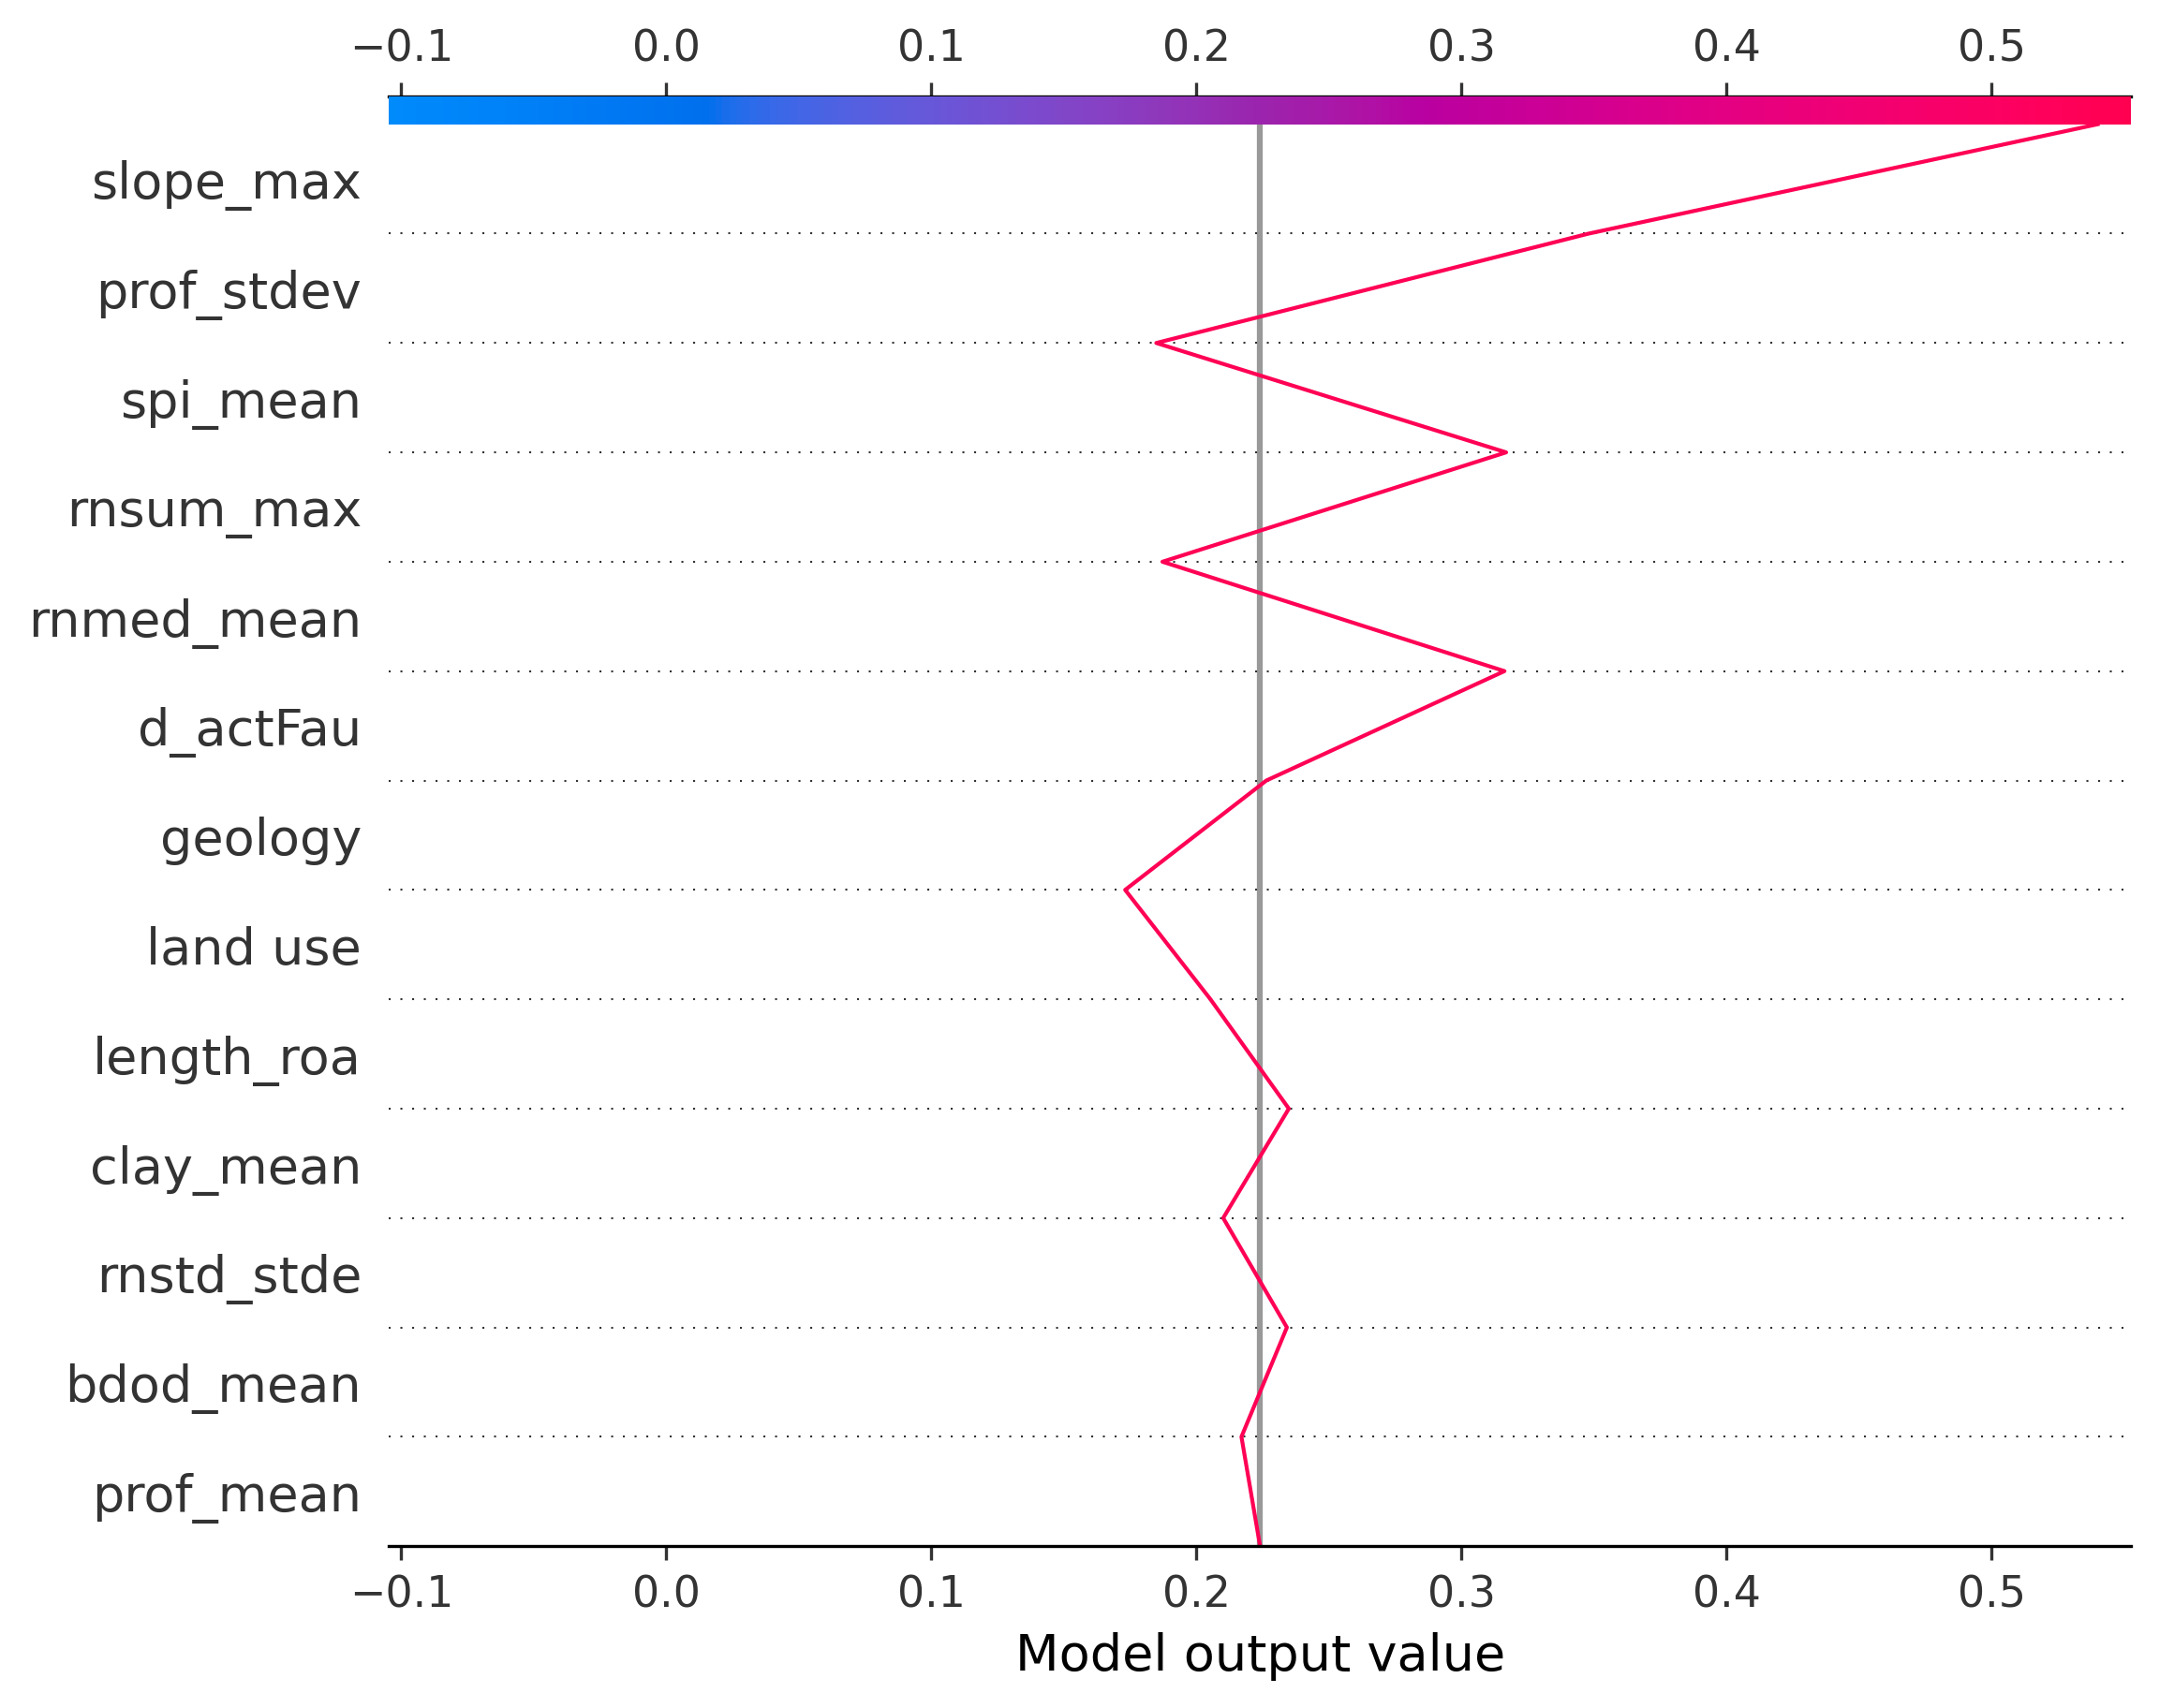 −0.1 0.0 0.1 0.2 0.3 0.4 0.5
slope_max
prof_stdev
spi_mean
rnsum_max
rnmed_mean
d_actFau
geology
land use
length_roa
clay_mean
rnstd_stde
bdod_mean
prof_mean
−0.1 0.0 0.1 0.2 0.3 0.4 0.5
Model output value